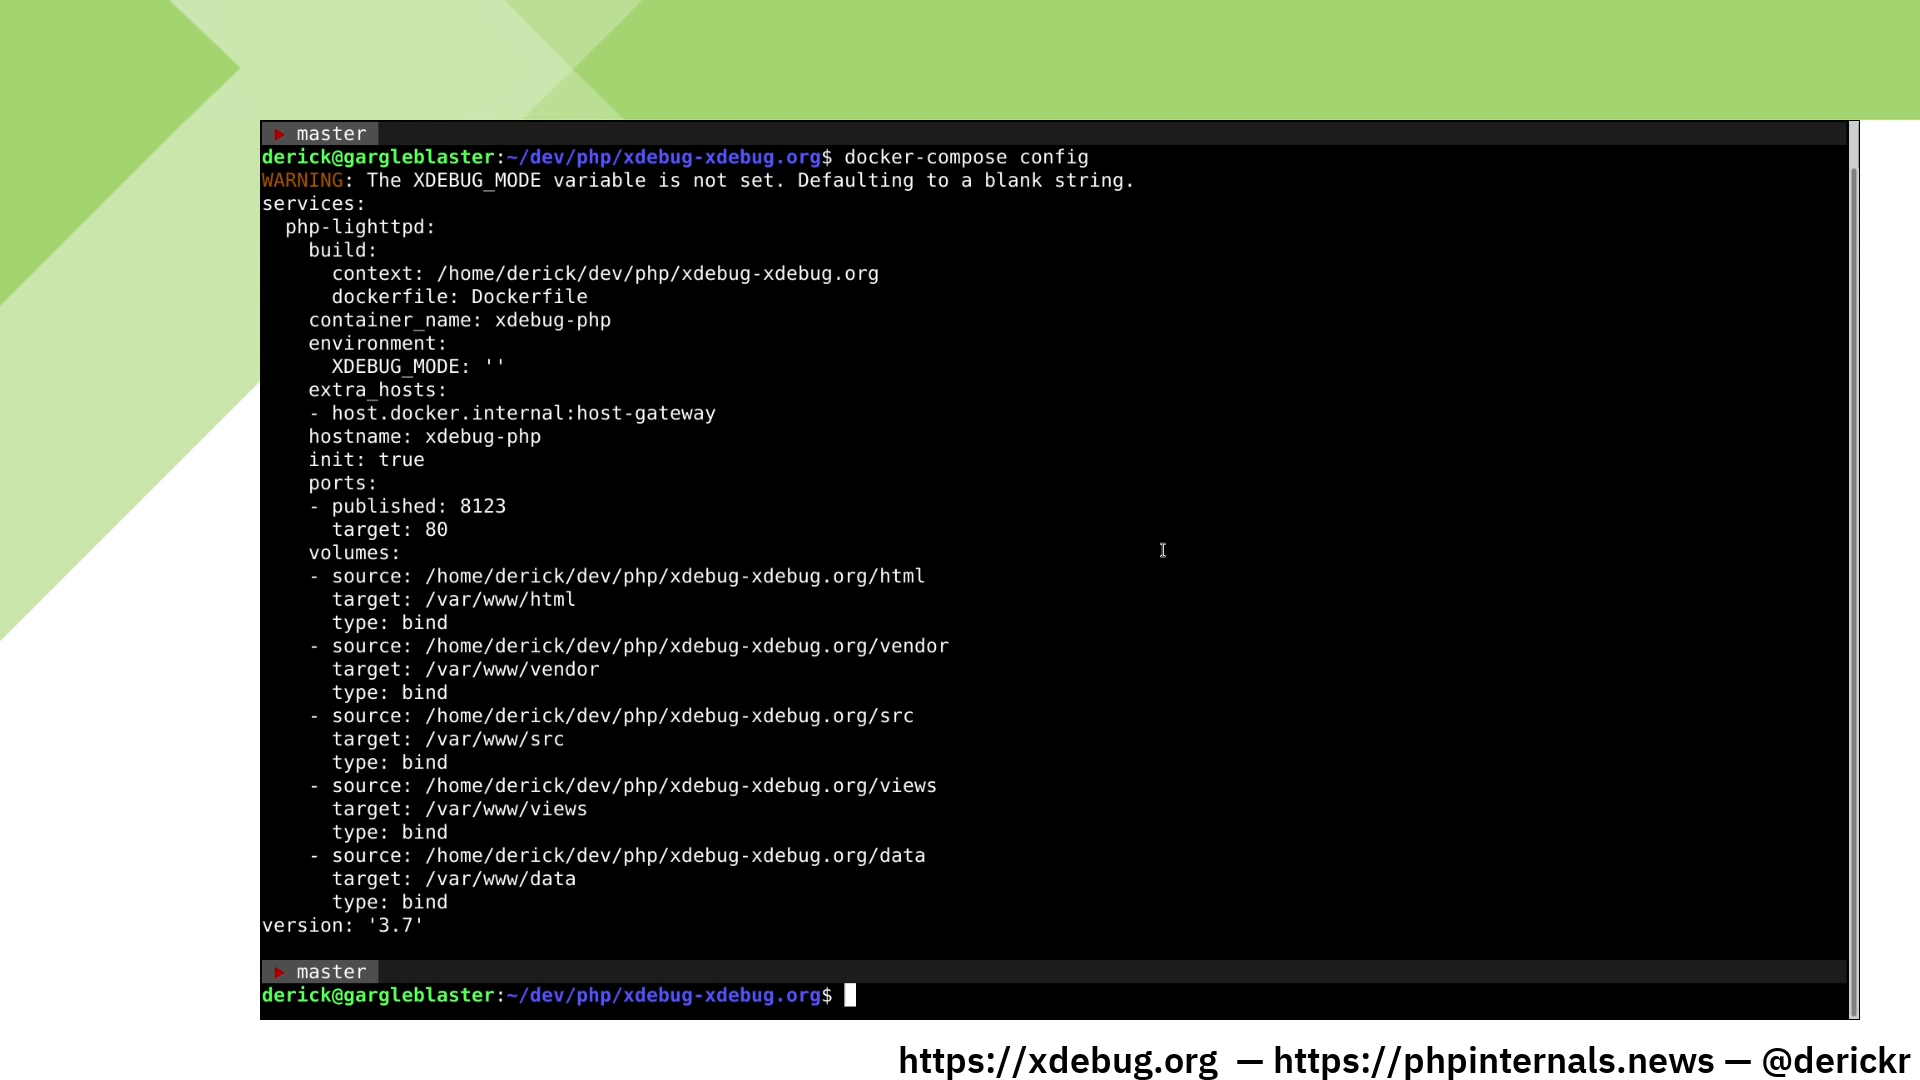 master
derick@gargleblaster:~/dev/php/xdebug-xdebug.org$ docker-compose config
WARNING: The XDEBUG_MODE variable is not set. Defaulting to a blank string.
services:
  php-lighttpd:
    build:
      context: /home/derick/dev/php/xdebug-xdebug.org
      dockerfile: Dockerfile
    container_name: xdebug-php
    environment:
      XDEBUG_MODE: ''
    extra_hosts:
    - host.docker.internal:host-gateway
    hostname: xdebug-php
    init: true
    ports:
    - published: 8123
      target: 80
    volumes:
    - source: /home/derick/dev/php/xdebug-xdebug.org/html
      target: /var/www/html
      type: bind
    - source: /home/derick/dev/php/xdebug-xdebug.org/vendor
      target: /var/www/vendor
      type: bind
    - source: /home/derick/dev/php/xdebug-xdebug.org/src
      target: /var/www/src
      type: bind
    - source: /home/derick/dev/php/xdebug-xdebug.org/views
      target: /var/www/views
      type: bind
    - source: /home/derick/dev/php/xdebug-xdebug.org/data
      target: /var/www/data
      type: bind
version: '3.7'
master
derick@gargleblaster:~/dev/php/xdebug-xdebug.org$
https://xdebug.org — https://phpinternals.news — @derickr